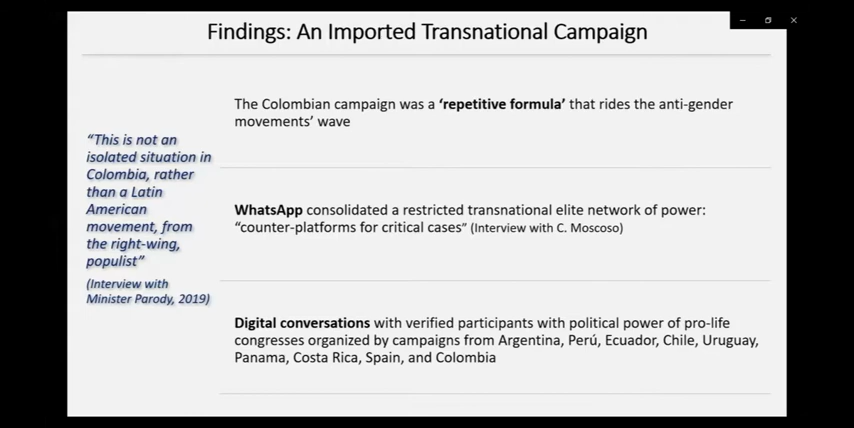 Findings: An Imported Transnational Campaign
“This is not an
isolated situation in
Colombia, rather
than a Latin
American
movement, from
the right-wing,
populist”
(Interview with
Minister Parody, 2019)
The Colombian campaign was a ‘repetitive formula’ that rides the anti-gender
movements’ wave
WhatsApp consolidated a restricted transnational elite network of power:
“counter-platforms for critical cases” (Interview with C. Moscoso)
Digital conversations with verified participants with political power of pro-life
congresses organized by campaigns from Argentina, Perú, Ecuador, Chile, Uruguay,
Panama, Costa Rica, Spain, and Colombia